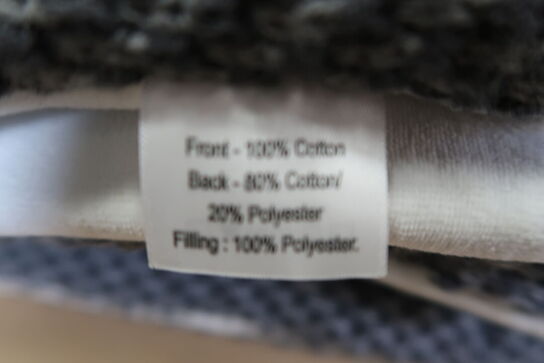 Front - 100% Cotton
Back - 80% Cotton/
20% Polyester
Filling : 100% Polyester.